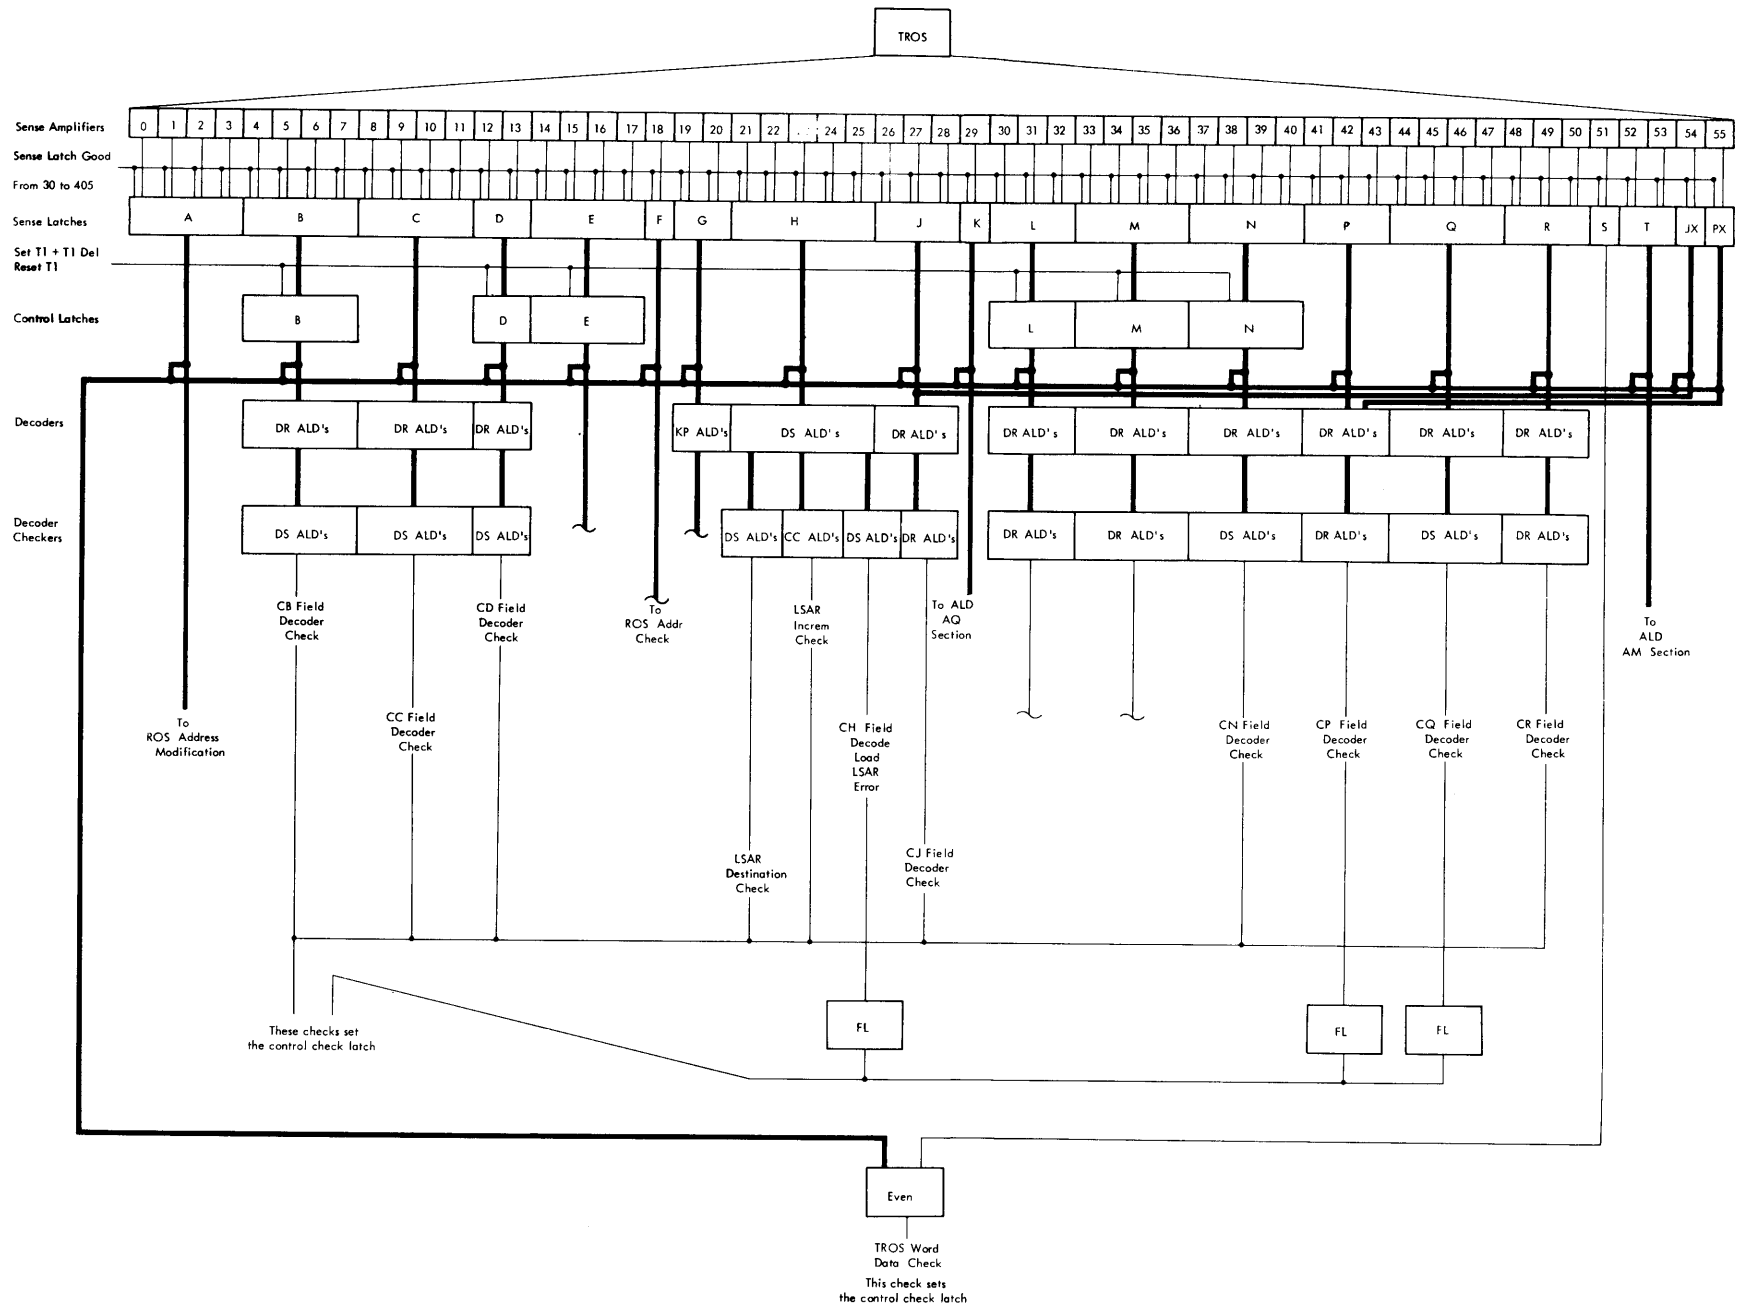 TROS
Sense Amplifiers 0 1 2 3 4 5 6 7 8 9 10 11 12 13 14 15 16 17 18 19 20 21 22 24 25 26 27 28 29 30 31 32 33 34 35 36 37 38 39 40 41 42 43 44 45 46 47 48 49 50 51 52 53 54 55
Sense Latch Good
From 30 to 405
Sense Latches A B C D E F G H J K L M N P Q R S T JX PX
Set T1 + T1 Del
Reset T1
Control Latches B D E L M N
Decoders DR ALD's DR ALD's DR ALD's KP ALD's DS ALD's DR ALD's DR ALD's DR ALD's DR ALD's DR ALD's DR ALD's DR ALD's
Decoder
Checkers
DS ALD's DS ALD's DS ALD's DS ALD's CC ALD's DS ALD's DR ALD's DR ALD's DR ALD's DS ALD's DR ALD's DS ALD's DR ALD's
CB Field
Decoder
Check
CD Field
Decoder
Check
To
ROS Addr
Check
LSAR
Increm
Check
To ALD
AQ
Section
To
ALD
AM Section
To
ROS Address
Modification
CC Field
Decoder
Check
CH Field
Decode
Load
LSAR
Error
CN Field
Decoder
Check
CP Field
Decoder
Check
CQ Field
Decoder
Check
CR Field
Decoder
Check
LSAR
Destination
Check
CJ Field
Decoder
Check
These checks set
the control check latch
FL
FL
FL
Even
TROS Word
Data Check
This check sets
the control check latch